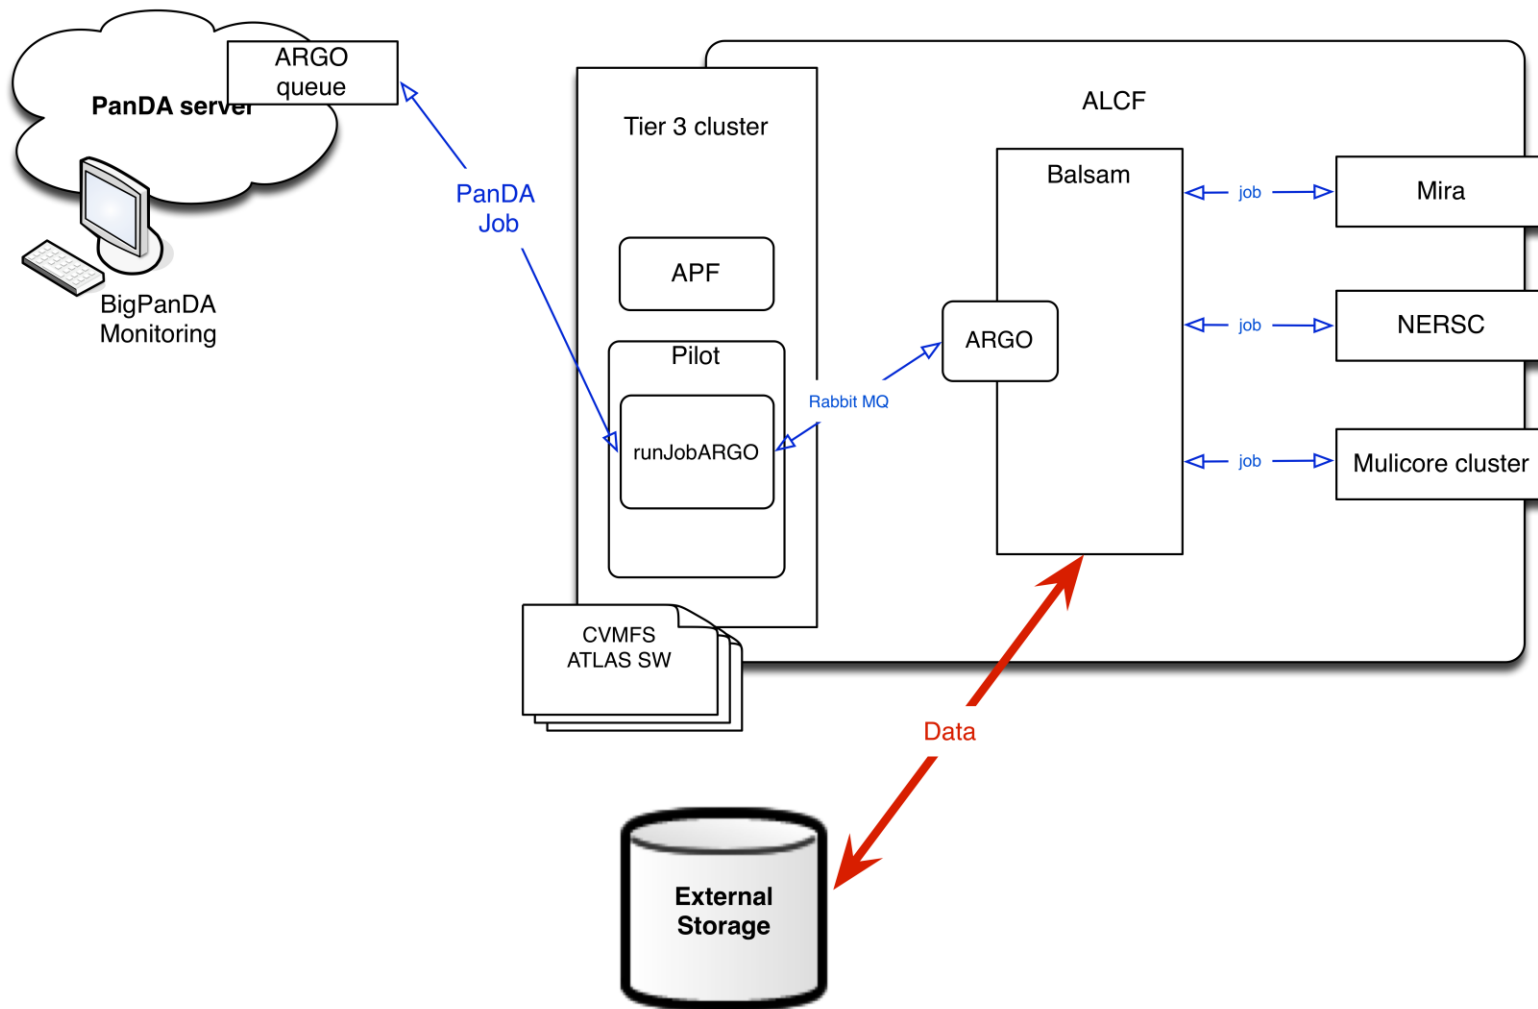 ARGO
queue
PanDA server
BigPanDA
Monitoring
PanDA
Job
Tier 3 cluster
APF
Pilot
runJobARGO
CVMFS
ATLAS SW
Rabbit MQ
ALCF
Balsam
ARGO
job
Mira
job
NERSC
job
Mulicore cluster
Data
External
Storage